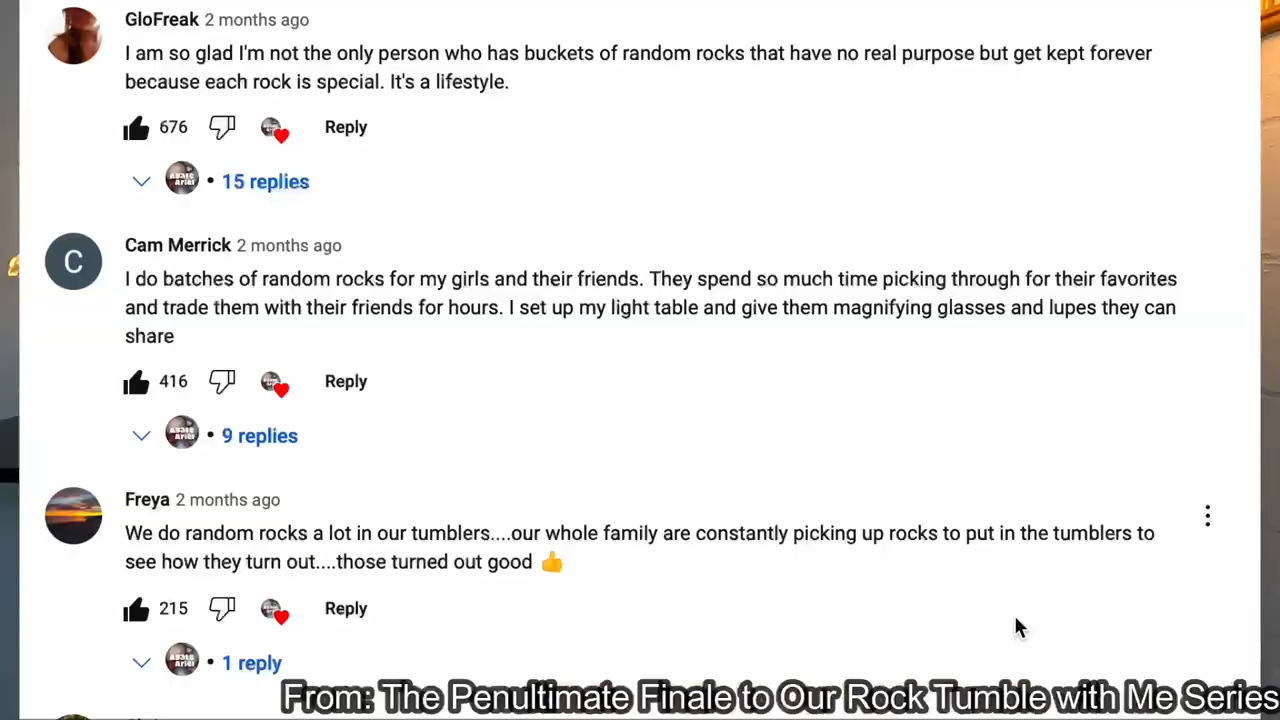 GloFreak 2 months ago
I am so glad I'm not the only person who has buckets of random rocks that have no real purpose but get kept forever
because each rock is special. It's a lifestyle.
676 Reply
15 replies
C
Cam Merrick 2 months ago
I do batches of random rocks for my girls and their friends. They spend so much time picking through for their favorites
and trade them with their friends for hours. I set up my light table and give them magnifying glasses and lupes they can
share
416 Reply
9 replies
Freya 2 months ago
We do random rocks a lot in our tumblers....our whole family are constantly picking up rocks to put in the tumblers to
see how they turn out....those turned out good 👍
215 Reply
1 reply
From: The Penultimate Finale to Our Rock Tumble with Me Series